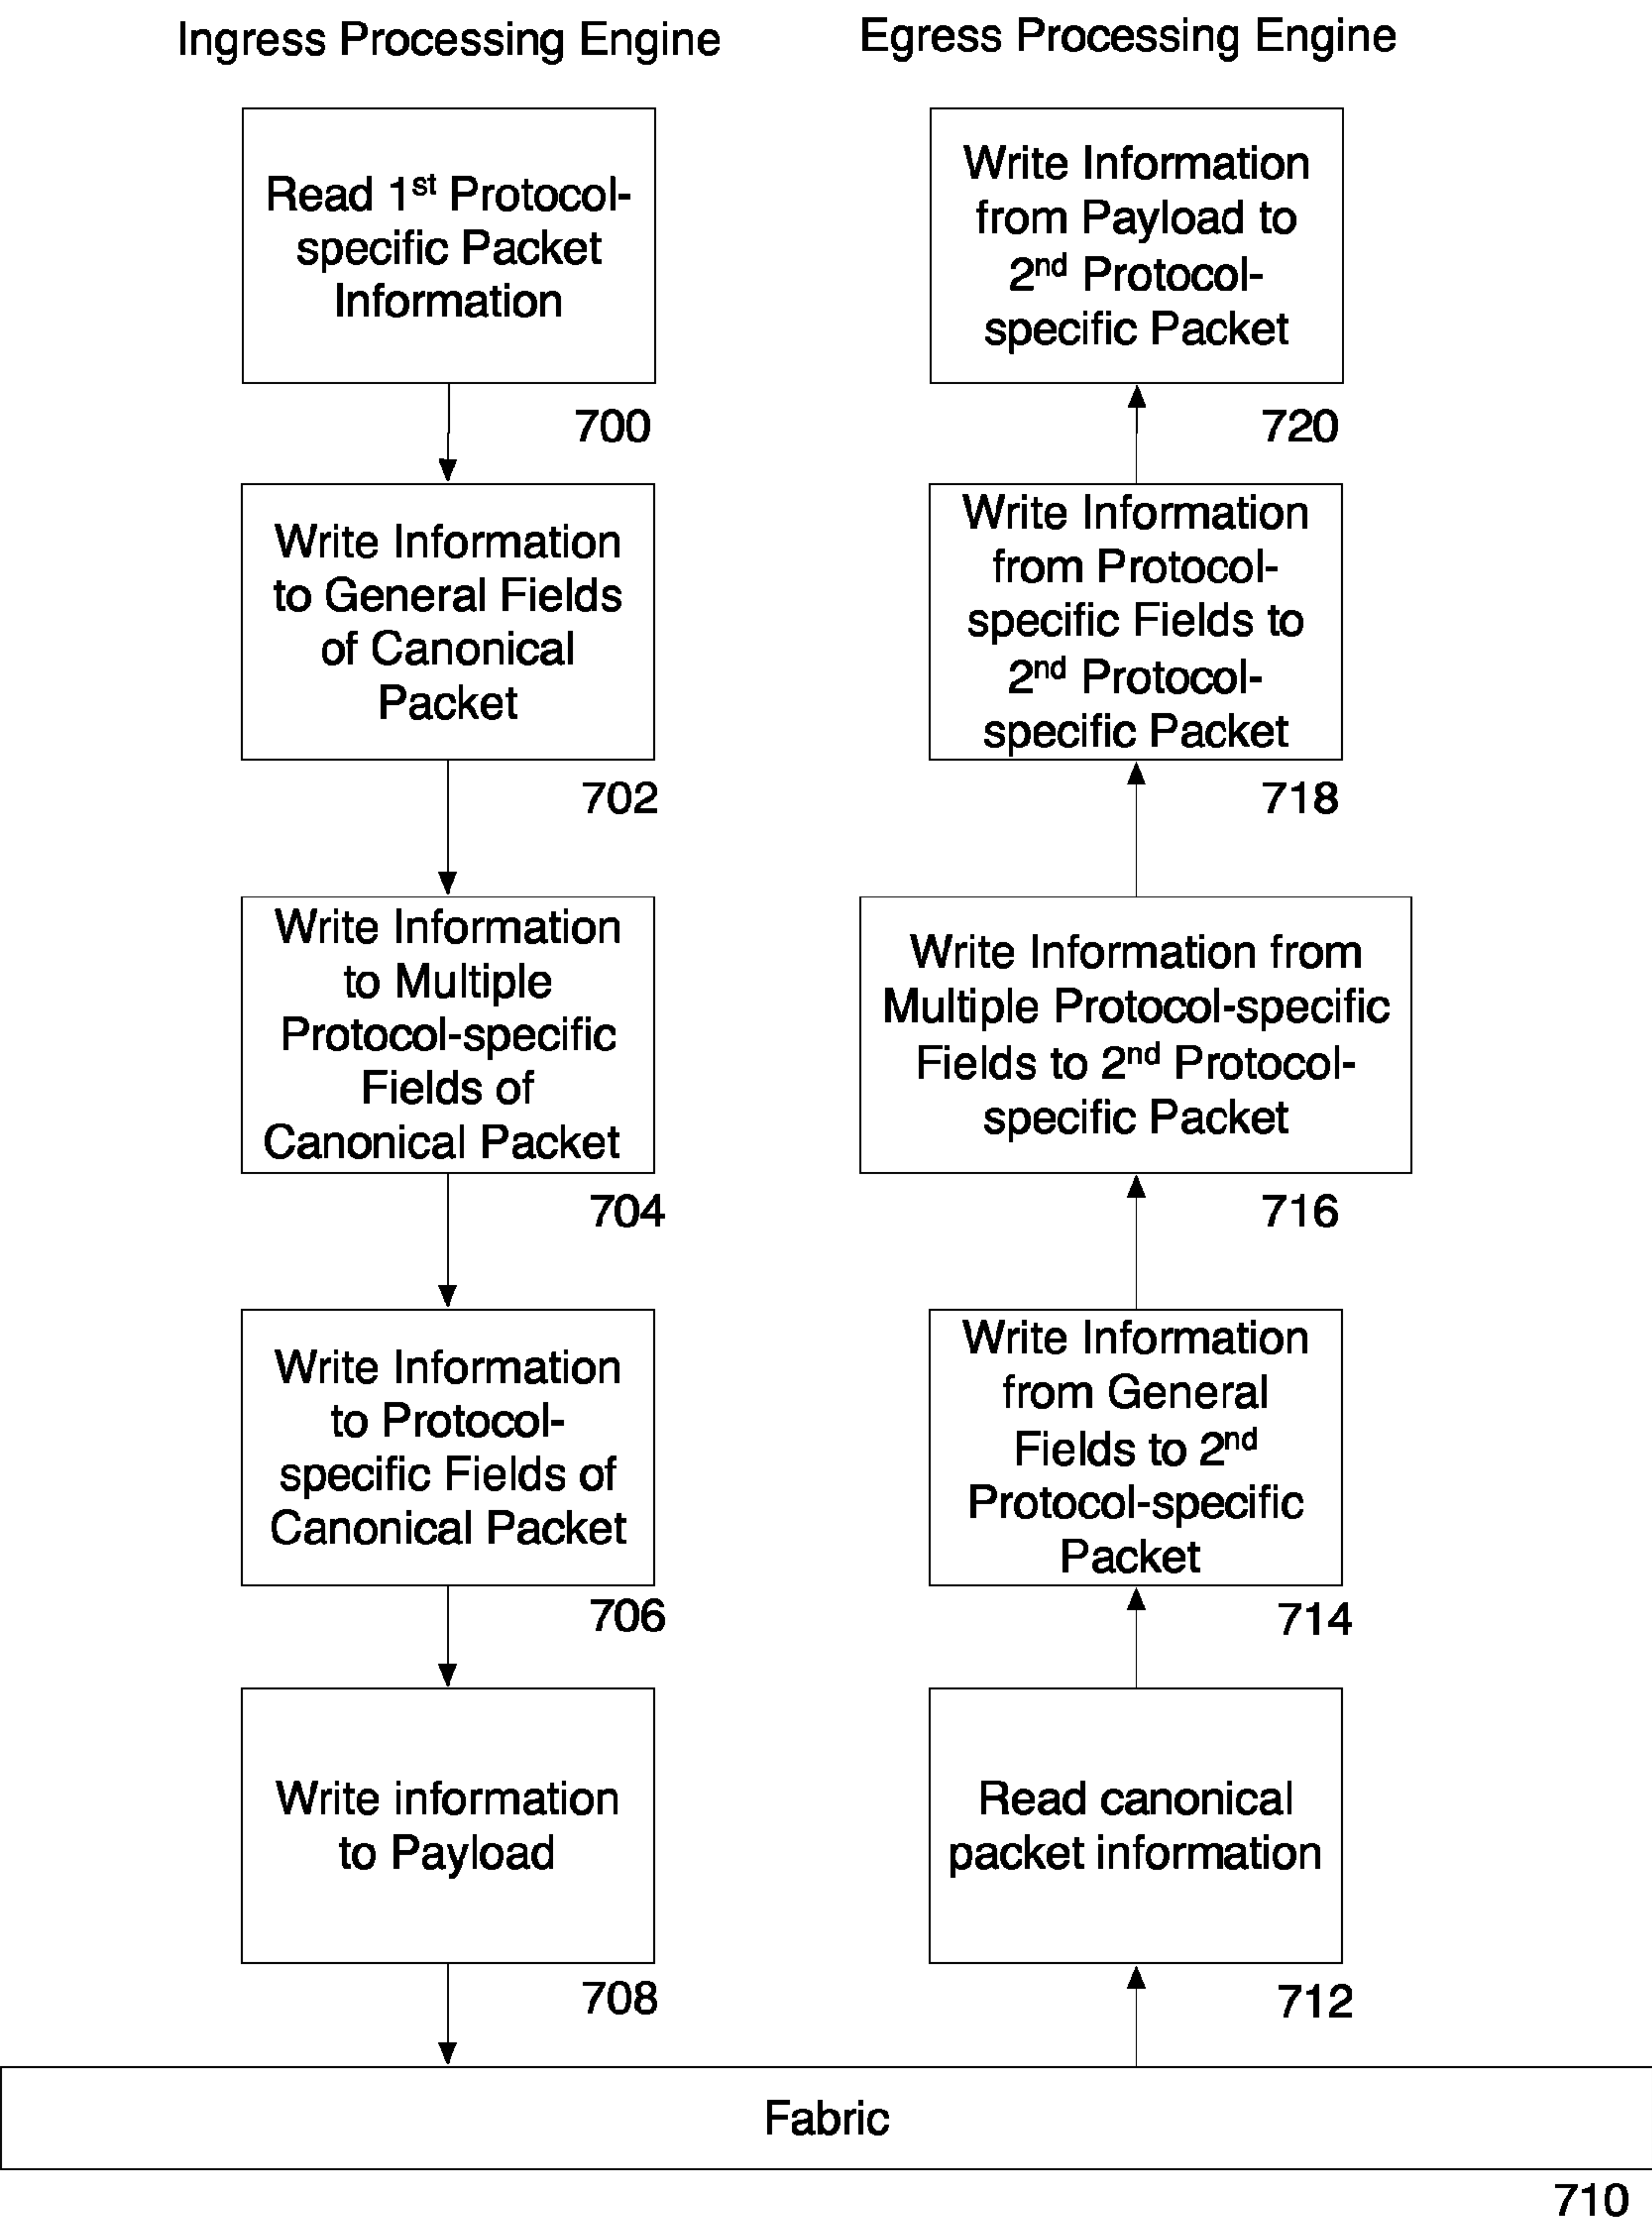 Ingress Processing Engine
Read 1st Protocol-
specific Packet
Information
700
Write Information
to General Fields
of Canonical
Packet
702
Write Information
to Multiple
Protocol-specific
Fields of
Canonical Packet
704
Write Information
to Protocol-
specific Fields of
Canonical Packet
706
Write information
to Payload
708
Egress Processing Engine
Write Information
from Payload to
2nd Protocol-
specific Packet
720
Write Information
from Protocol-
specific Fields to
2nd Protocol-
specific Packet
718
Write Information from
Multiple Protocol-specific
Fields to 2nd Protocol-
specific Packet
716
Write Information
from General
Fields to 2nd
Protocol-specific
Packet
714
Read canonical
packet information
712
Fabric
710